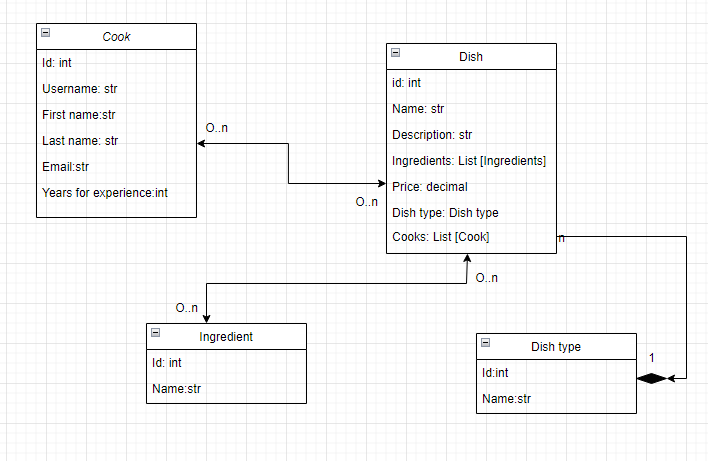 Cook
Id: int
Username: str
First name:str
Last name: str
Email:str
Years for experience:int
O..n
O..n
Dish
id: int
Name: str
Description: str
Ingredients: List [Ingredients]
Price: decimal
Dish type: Dish type
Cooks: List [Cook]
n
O..n
O..n
Ingredient
Id: int
Name:str
Dish type
Id:int
Name:str
1